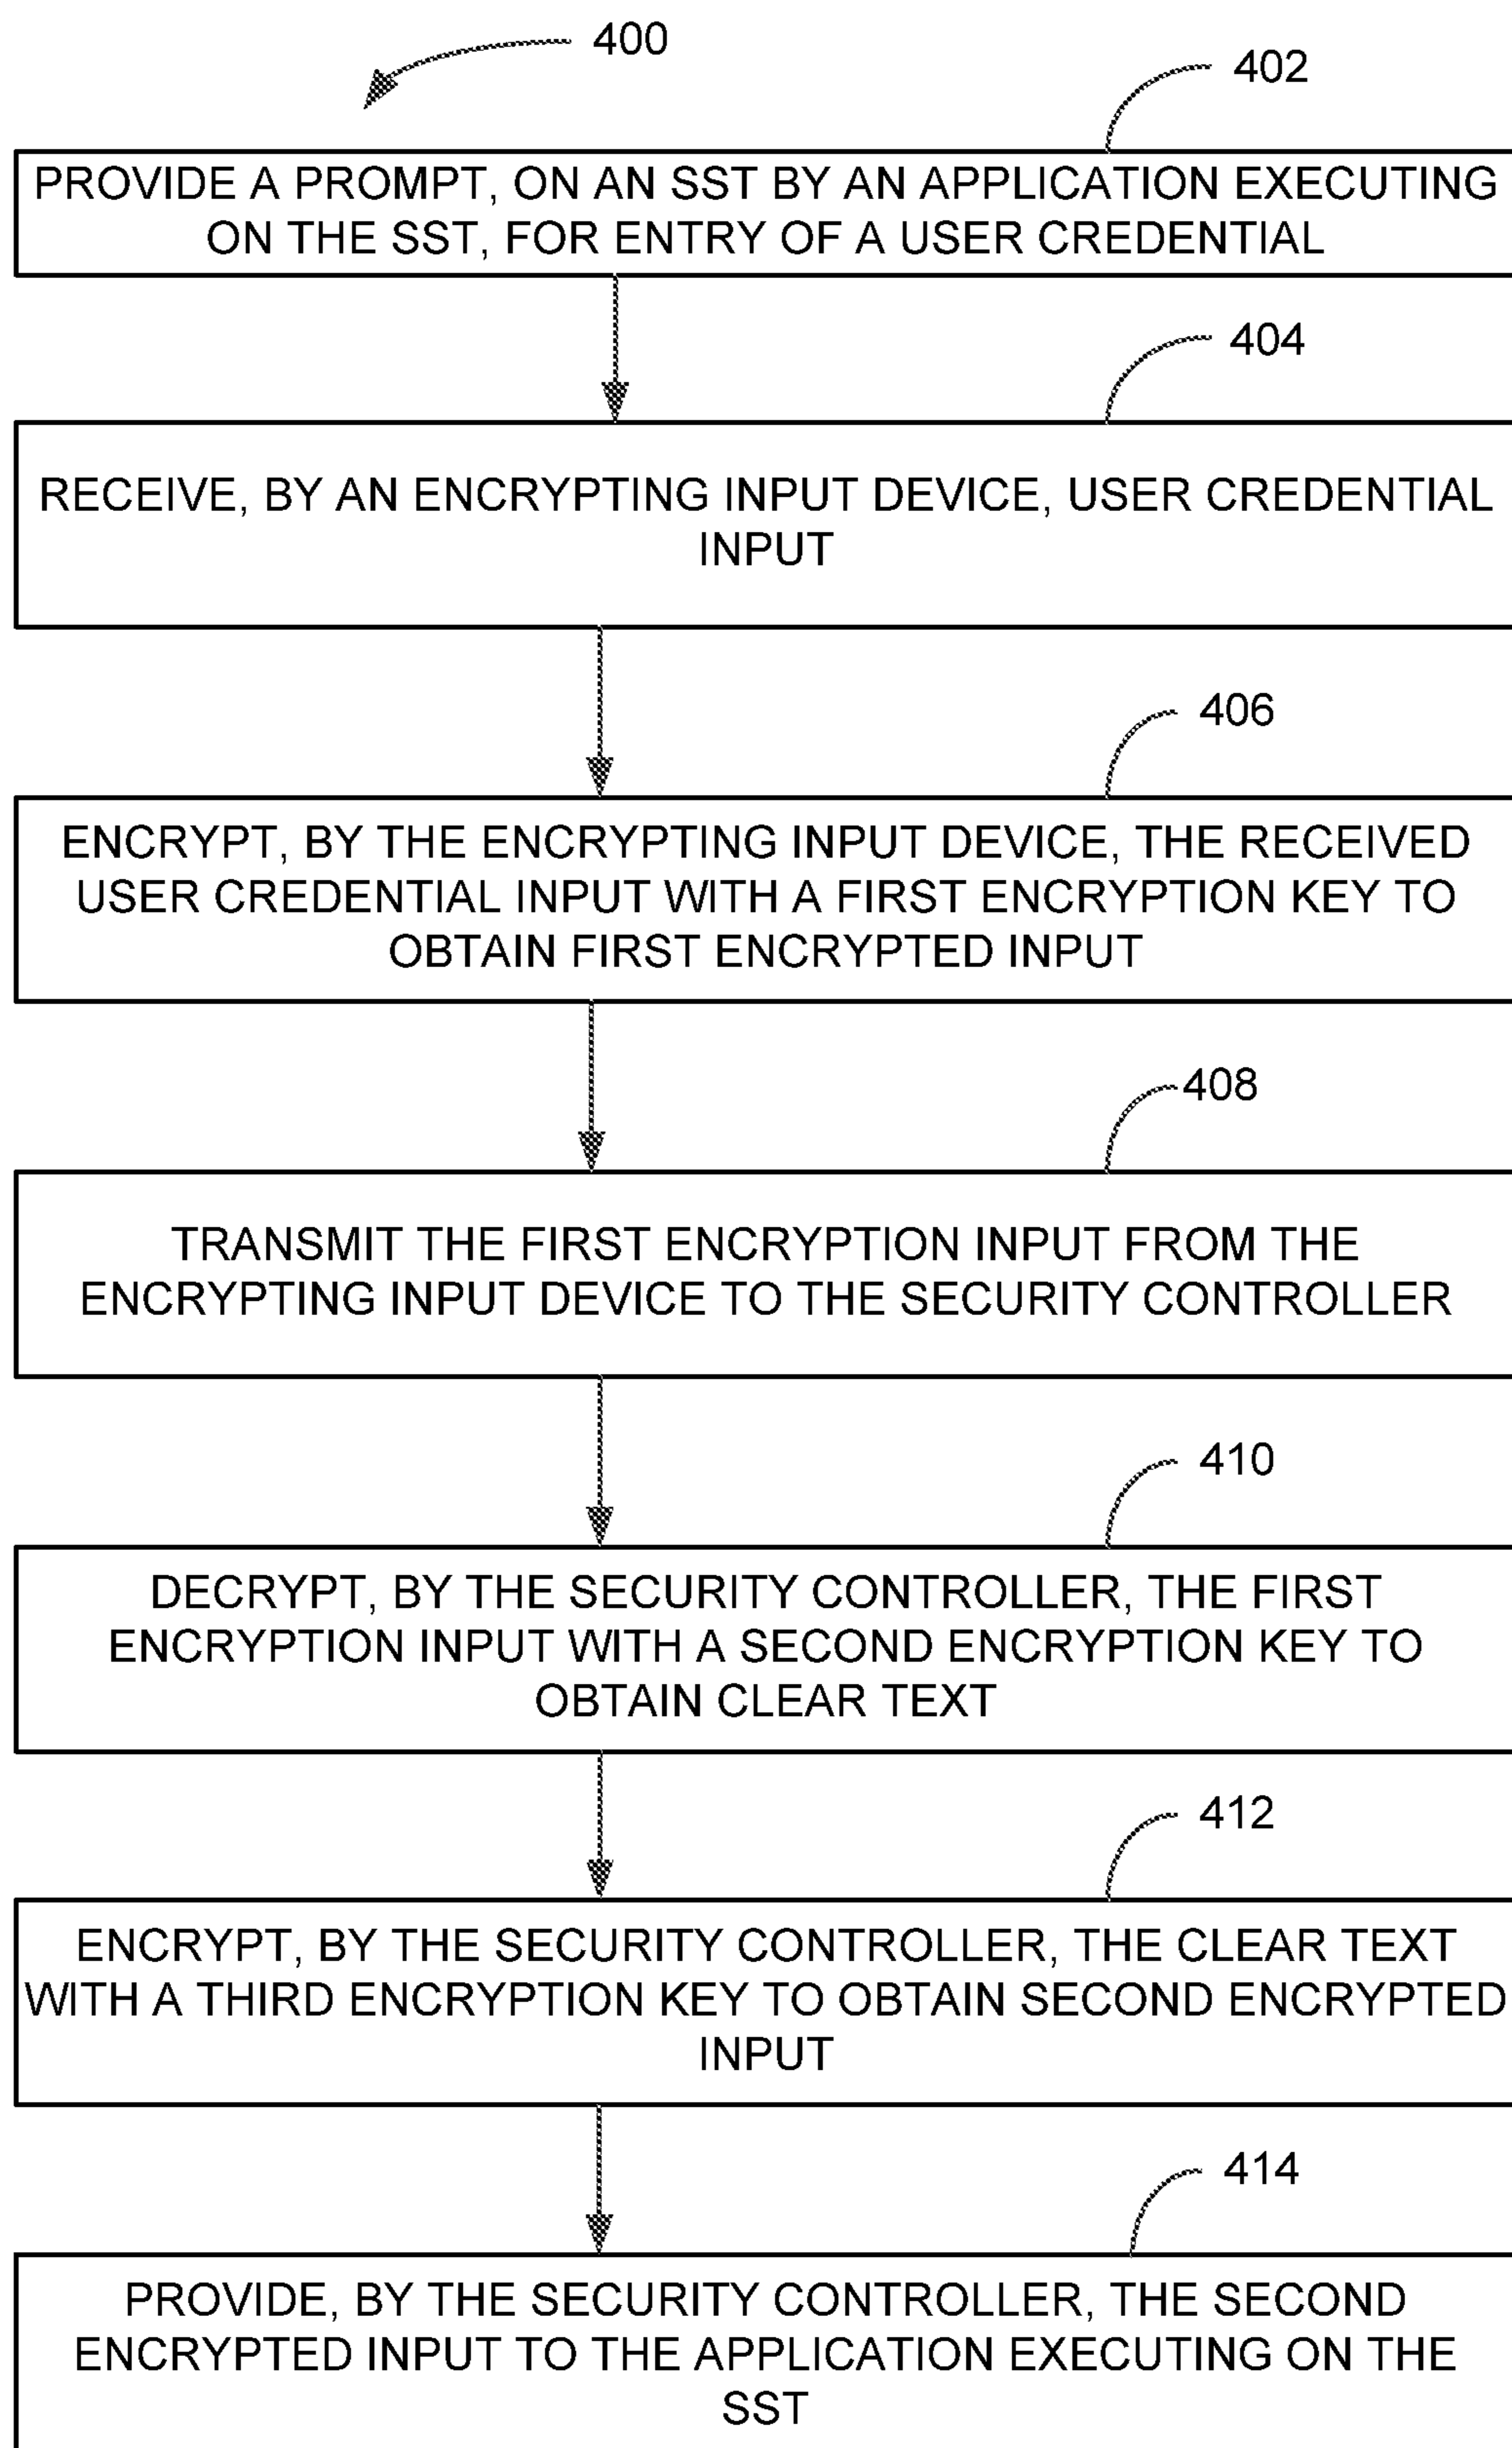 400
402
PROVIDE A PROMPT, ON AN SST BY AN APPLICATION EXECUTING
ON THE SST, FOR ENTRY OF A USER CREDENTIAL
404
RECEIVE, BY AN ENCRYPTING INPUT DEVICE, USER CREDENTIAL
INPUT
406
ENCRYPT, BY THE ENCRYPTING INPUT DEVICE, THE RECEIVED
USER CREDENTIAL INPUT WITH A FIRST ENCRYPTION KEY TO
OBTAIN FIRST ENCRYPTED INPUT
408
TRANSMIT THE FIRST ENCRYPTION INPUT FROM THE
ENCRYPTING INPUT DEVICE TO THE SECURITY CONTROLLER
410
DECRYPT, BY THE SECURITY CONTROLLER, THE FIRST
ENCRYPTION INPUT WITH A SECOND ENCRYPTION KEY TO
OBTAIN CLEAR TEXT
412
ENCRYPT, BY THE SECURITY CONTROLLER, THE CLEAR TEXT
WITH A THIRD ENCRYPTION KEY TO OBTAIN SECOND ENCRYPTED
INPUT
414
PROVIDE, BY THE SECURITY CONTROLLER, THE SECOND
ENCRYPTED INPUT TO THE APPLICATION EXECUTING ON THE
SST